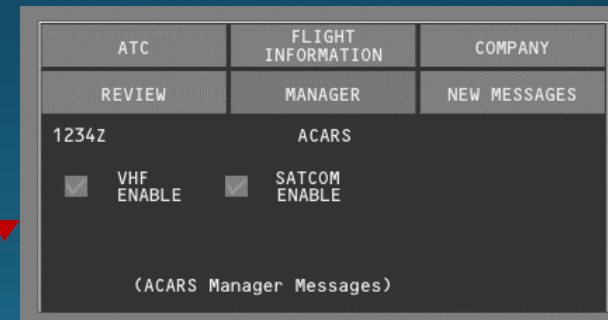 ATC
FLIGHT
INFORMATION
COMPANY
REVIEW
MANAGER
NEW MESSAGES
1234Z ACARS
VHF
ENABLE
SATCOM
ENABLE
(ACARS Manager Messages)